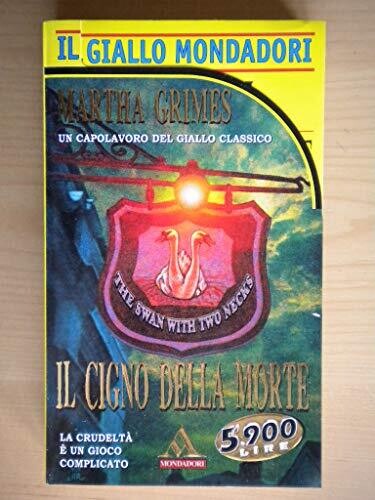 IL GIALLO MONDADORI
MARTHA GRIMES
UN CAPOLAVORO DEL GIALLO CLASSICO
THE SWAN WITH TWO NECKS
IL CIGNO DELLA MORTE
LA CRUDELTÀ
È UN GIOCO
COMPLICATO
MONDADORI
5.900
LIRE